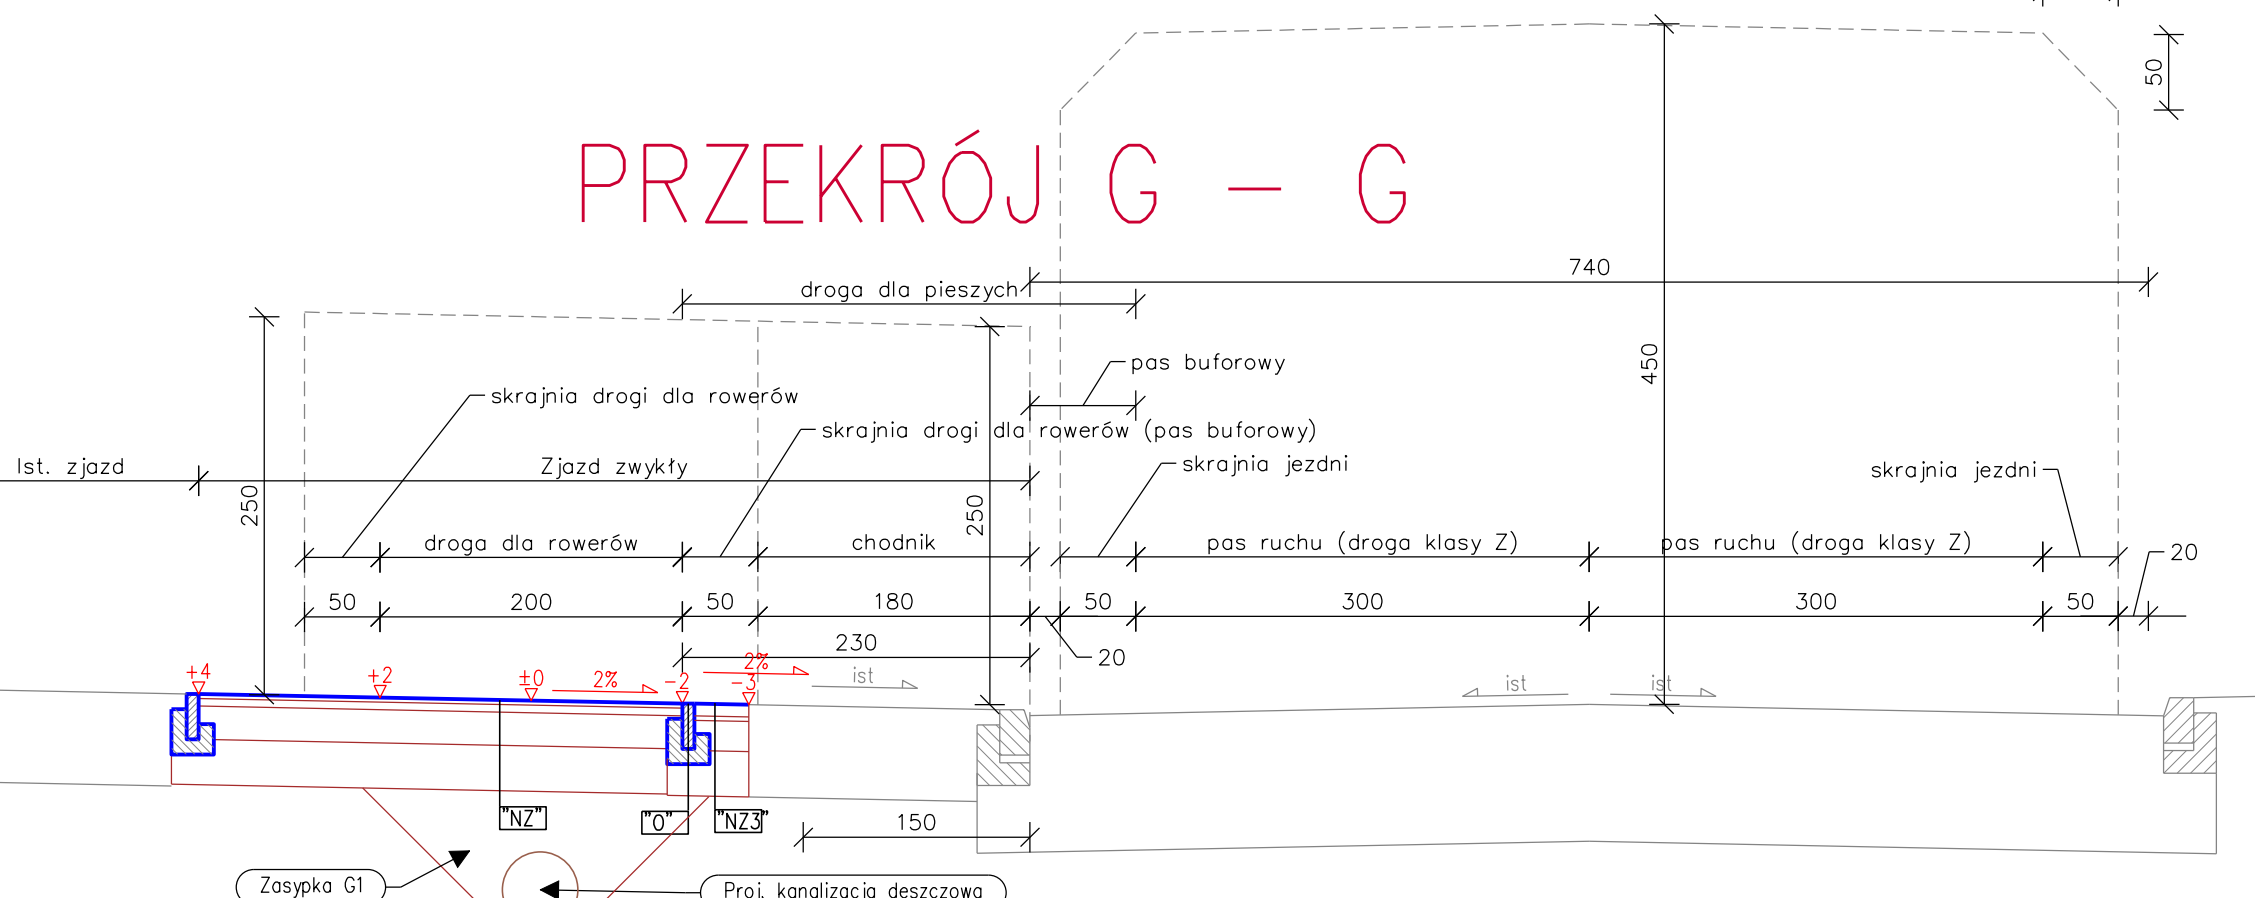 50
PRZEKRÓJ G – G
740
droga dla pieszych
450
pas buforowy
skrajnia drogi dla rowerów
skrajnia drogi dla rowerów (pas buforowy)
Ist. zjazd
Zjazd zwykły
skrajnia jezdni
skrajnia jezdni
250
250
droga dla rowerów
chodnik
pas ruchu (droga klasy Z)
pas ruchu (droga klasy Z)
20
50
200
50
180
50
300
300
50
230
20
+4
+2
±0
2%
-2
2%
-3
ist
ist
ist
"NZ"
"O"
"NZ3"
150
Zasypka G1
Proj. kanalizacja deszczowa